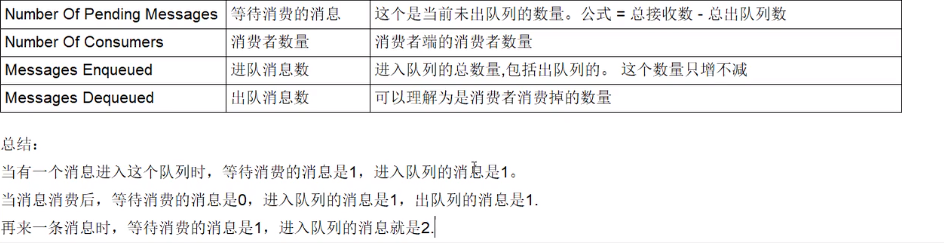 Number Of Pending Messages 等待消费的消息 这个是当前未出队列的数量。公式 = 总接收数 - 总出队列数
Number Of Consumers 消费者数量 消费者端的消费者数量
Messages Enqueued 进队消息数 进入队列的总数量,包括出队列的。 这个数量只增不减
Messages Dequeued 出队消息数 可以理解为是消费者消费掉的数量
总结：
当有一个消息进入这个队列时，等待消费的消息是1，进入队列的消息是1。
当消息消费后，等待消费的消息是0，进入队列的消息是1，出队列的消息是1.
再来一条消息时，等待消费的消息是1，进入队列的消息就是2.